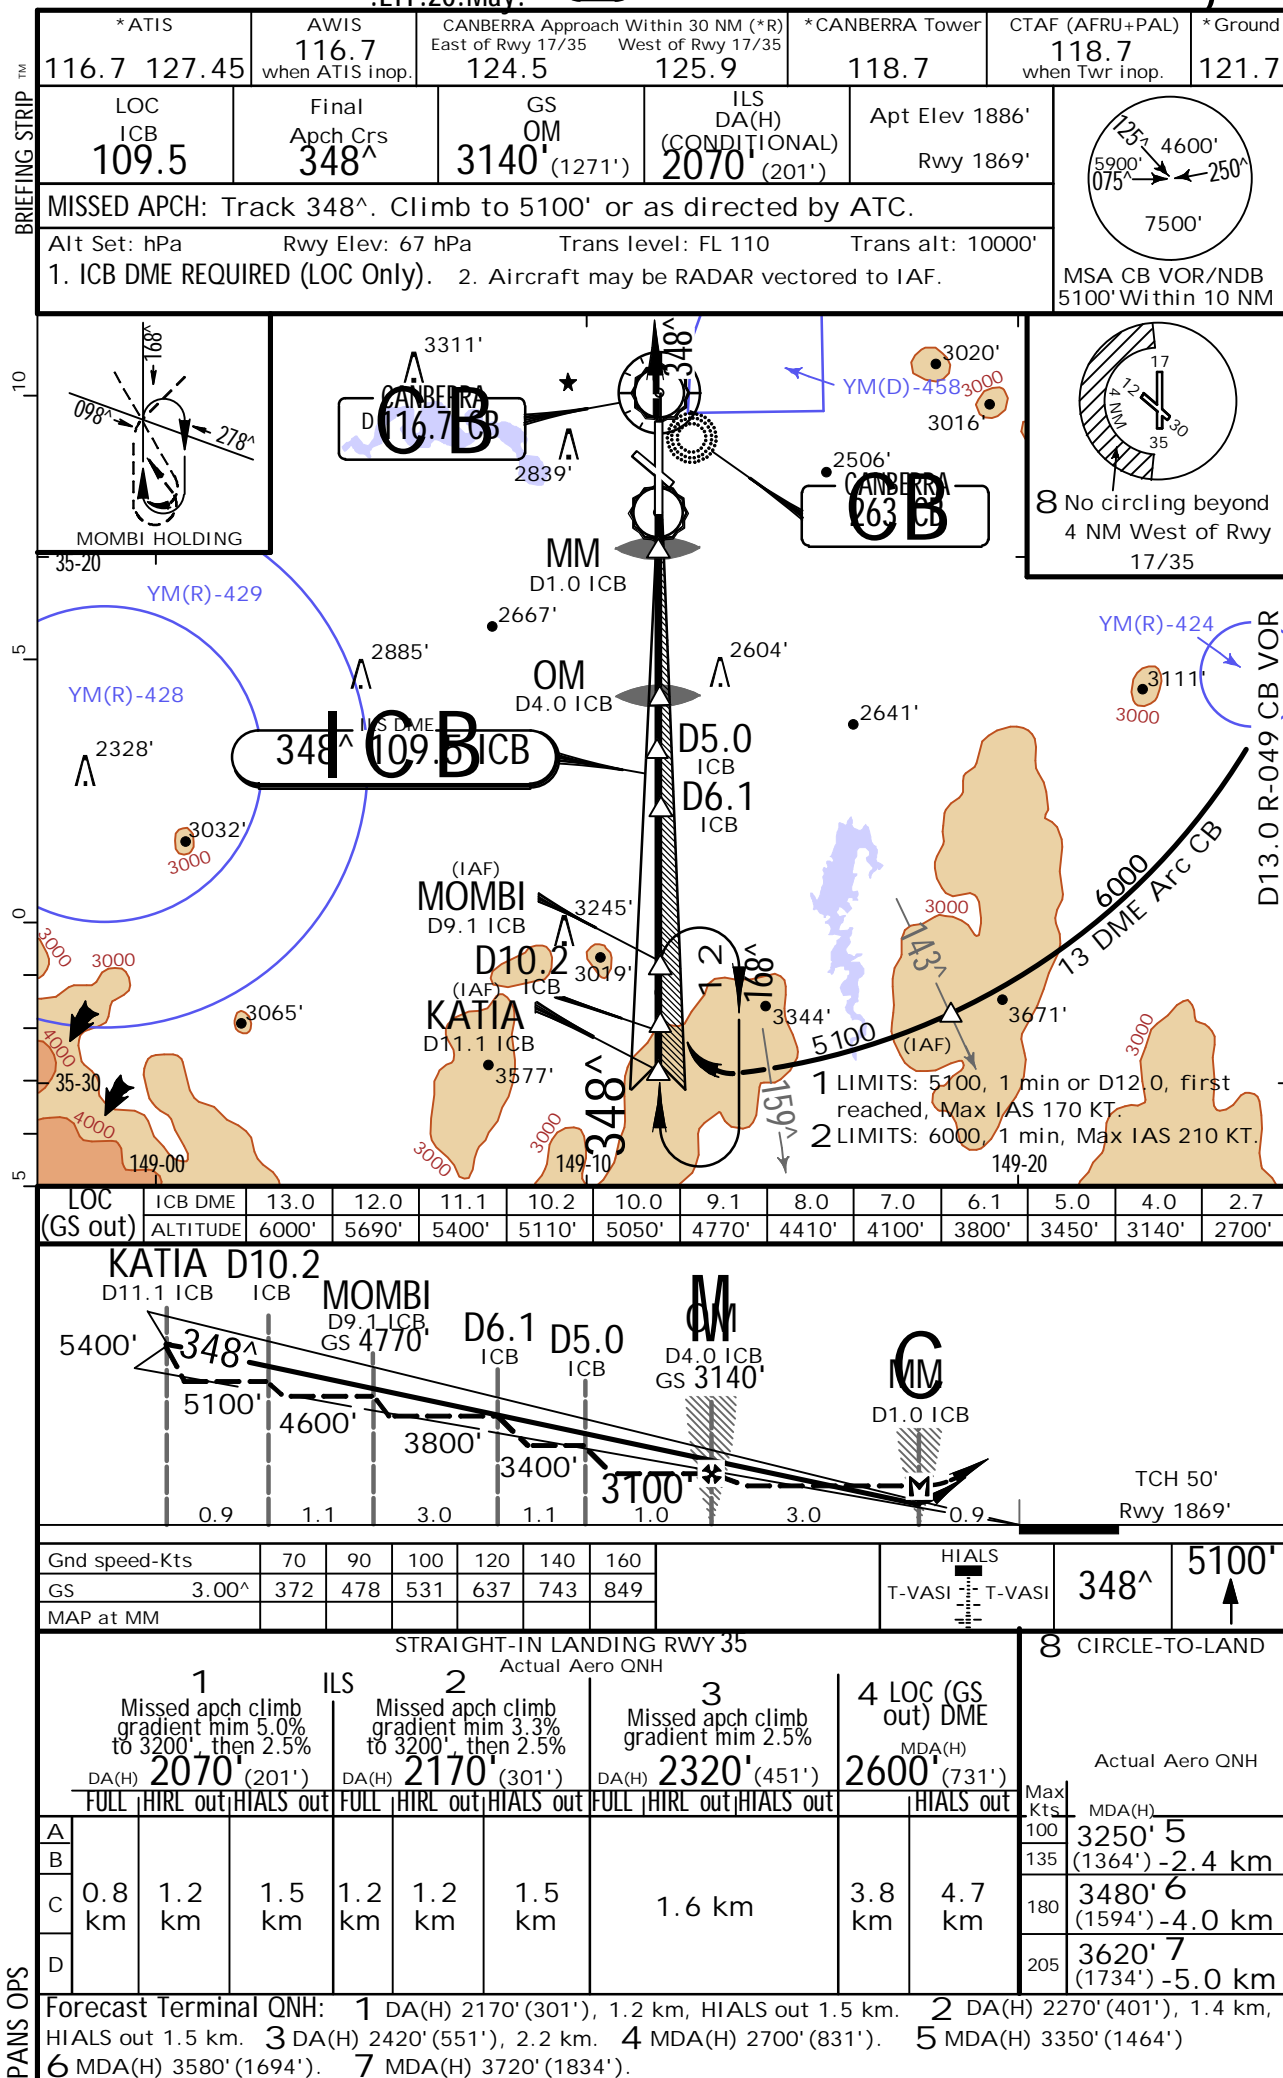 .Eff.20.May.
BRIEFING STRIP TM
*ATIS
116.7 127.45
AWIS
116.7
when ATIS inop.
CANBERRA Approach Within 30 NM (*R)
East of Rwy 17/35 West of Rwy 17/35
124.5 125.9
*CANBERRA Tower
118.7
CTAF (AFRU+PAL)
118.7
when Twr inop.
*Ground
121.7
LOC
ICB
109.5
Final
Apch Crs
348^
GS
OM
3140' (1271')
ILS
DA(H)
(CONDITIONAL)
2070' (201')
Apt Elev 1886'
Rwy 1869'
125^ 4600'
5900'
075^ 250^
7500'
MSA CB VOR/NDB
5100' Within 10 NM
MISSED APCH: Track 348^. Climb to 5100' or as directed by ATC.
Alt Set: hPa Rwy Elev: 67 hPa Trans level: FL 110 Trans alt: 10000'
1. ICB DME REQUIRED (LOC Only). 2. Aircraft may be RADAR vectored to IAF.
168^
098^
278^
MOMBI HOLDING
3311'
348^
CANBERRA
D 116.7 CB
CB
2839'
YM(D)-458
3020'
3000
3016'
2506'
CANBERRA
263 CB
CB
17
12
4 NM
30
35
8 No circling beyond
4 NM West of Rwy
17/35
10
5
0
5
35-20
YM(R)-429
MM
D1.0 ICB
2667'
2885'
2604'
YM(R)-424
YM(R)-428
OM
D4.0 ICB
3111'
3000
2641'
D13.0 R-049 CB VOR
ILS DME
348^ 109.5 ICB
ICB
2328'
D5.0
ICB
D6.1
ICB
3032'
3000
(IAF)
MOMBI
D9.1 ICB
3245'
6000
13 DME Arc CB
3000
143^
3000
3000
D10.2
ICB
3019'
1 2
168^
(IAF)
KATIA
D11.1 ICB
3065'
3344'
3671'
5100
(IAF)
3000
4000
35-30
3577'
348^
159^
1 LIMITS: 5100, 1 min or D12.0, first
reached, Max IAS 170 KT.
2 LIMITS: 6000, 1 min, Max IAS 210 KT.
4000
3000
3000
149-00
149-10
149-20
LOC
(GS out)
ICB DME 13.0 12.0 11.1 10.2 10.0 9.1 8.0 7.0 6.1 5.0 4.0 2.7
ALTITUDE 6000' 5690' 5400' 5110' 5050' 4770' 4410' 4100' 3800' 3450' 3140' 2700'
KATIA
D11.1 ICB
D10.2
ICB
MOMBI
D9.1 ICB
GS 4770'
D6.1
ICB
D5.0
ICB
M
OM
D4.0 ICB
GS 3140'
C
MM
D1.0 ICB
5400'
348^
5100'
4600'
3800'
3400'
3100'
M
TCH 50'
Rwy 1869'
0.9 1.1 3.0 1.1 1.0 3.0 0.9
Gnd speed-Kts 70 90 100 120 140 160
GS 3.00^ 372 478 531 637 743 849
MAP at MM
HIALS
T-VASI T-VASI
348^
5100'
STRAIGHT-IN LANDING RWY 35
Actual Aero QNH
ILS
1
Missed apch climb
gradient mim 5.0%
to 3200', then 2.5%
DA(H) 2070' (201')
2
Missed apch climb
gradient mim 3.3%
to 3200', then 2.5%
DA(H) 2170' (301')
3
Missed apch climb
gradient mim 2.5%
DA(H) 2320' (451')
4 LOC (GS
out) DME
MDA(H)
2600' (731')
8 CIRCLE-TO-LAND
Actual Aero QNH
FULL HIRL out HIALS out FULL HIRL out HIALS out FULL HIRL out HIALS out HIALS out
Max
Kts MDA(H)
A
B
C
D
0.8
km
1.2
km
1.5
km
1.2
km
1.2
km
1.5
km
1.6 km
3.8
km
4.7
km
100
135
3250' 5
(1364') -2.4 km
180
3480' 6
(1594') -4.0 km
205
3620' 7
(1734') -5.0 km
PANS OPS
Forecast Terminal QNH: 1 DA(H) 2170' (301'), 1.2 km, HIALS out 1.5 km. 2 DA(H) 2270' (401'), 1.4 km,
HIALS out 1.5 km. 3 DA(H) 2420' (551'), 2.2 km. 4 MDA(H) 2700' (831'). 5 MDA(H) 3350' (1464')
6 MDA(H) 3580' (1694'). 7 MDA(H) 3720' (1834').